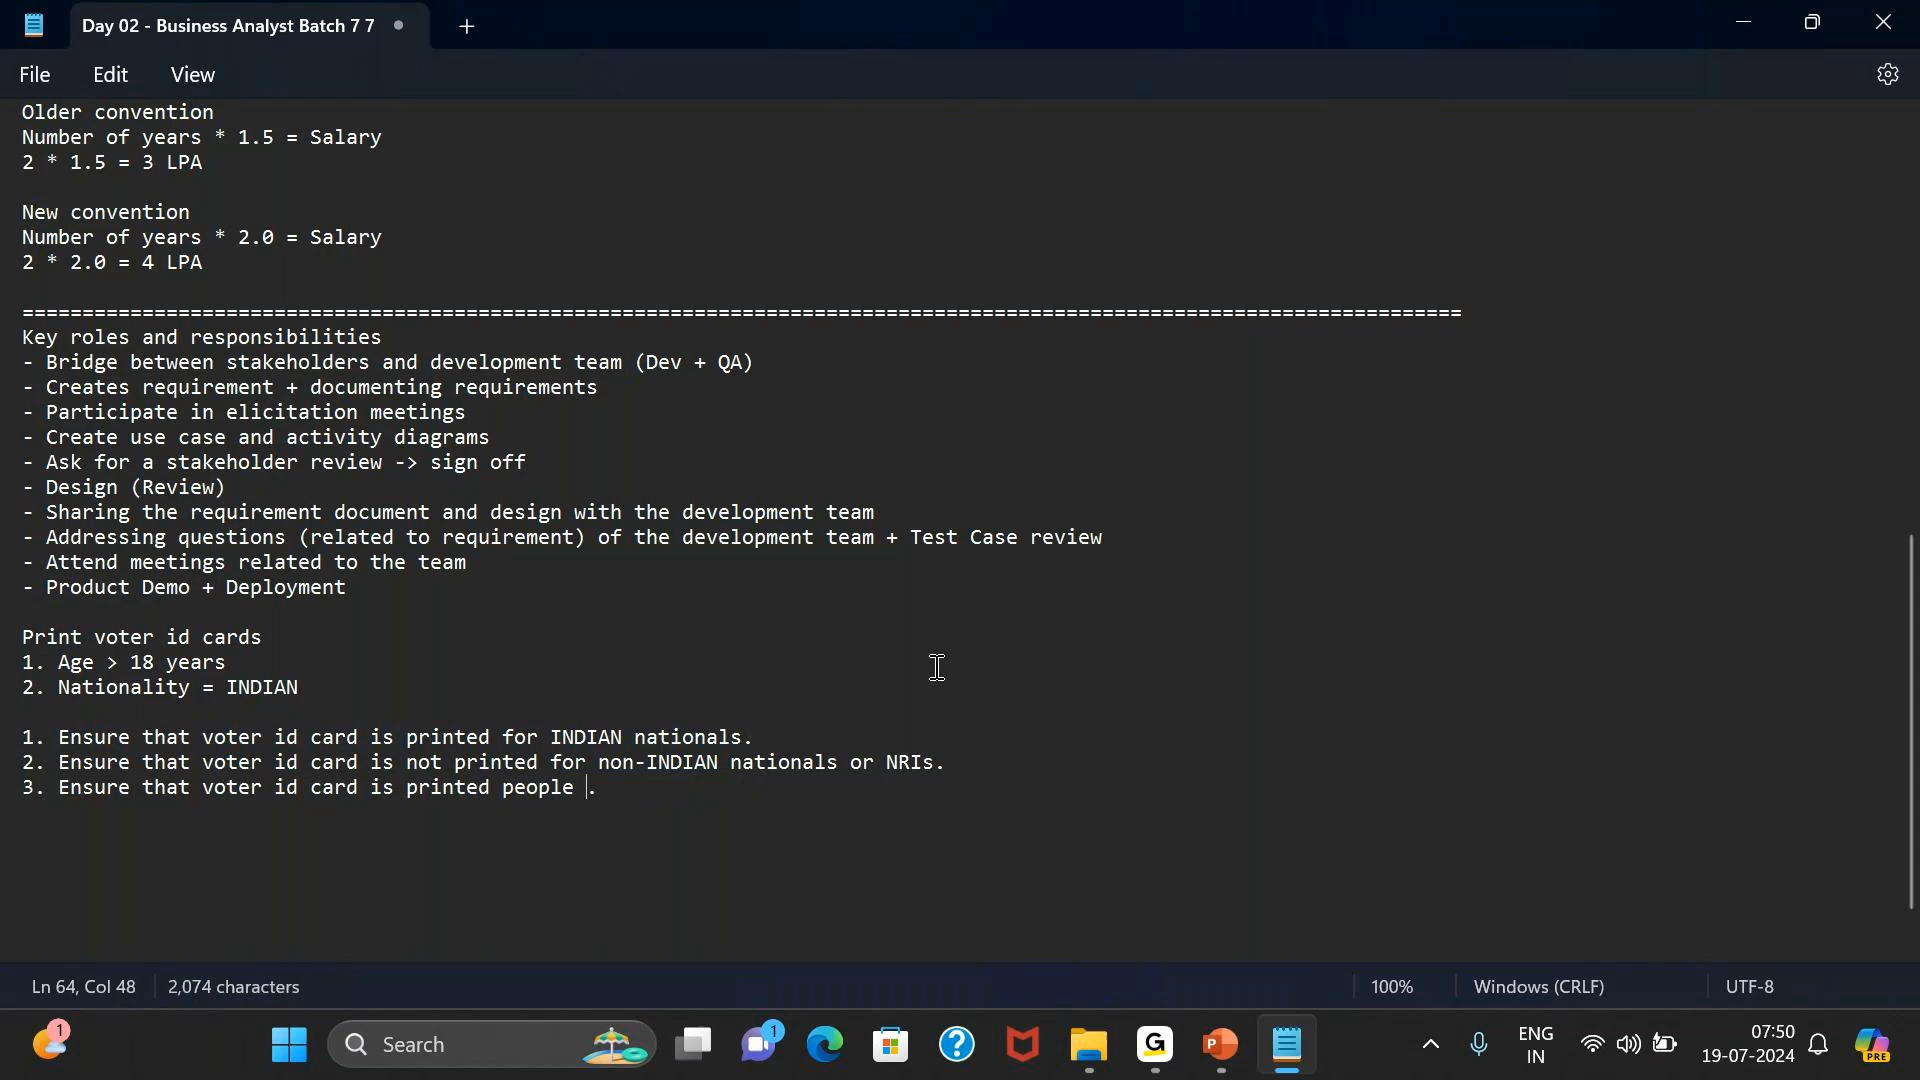 Day 02 - Business Analyst Batch 7 7
File Edit View
Older convention
Number of years * 1.5 = Salary
2 * 1.5 = 3 LPA
New convention
Number of years * 2.0 = Salary
2 * 2.0 = 4 LPA
========================================================================================================================
Key roles and responsibilities
- Bridge between stakeholders and development team (Dev + QA)
- Creates requirement + documenting requirements
- Participate in elicitation meetings
- Create use case and activity diagrams
- Ask for a stakeholder review -> sign off
- Design (Review)
- Sharing the requirement document and design with the development team
- Addressing questions (related to requirement) of the development team + Test Case review
- Attend meetings related to the team
- Product Demo + Deployment
Print voter id cards
1. Age > 18 years
2. Nationality = INDIAN
1. Ensure that voter id card is printed for INDIAN nationals.
2. Ensure that voter id card is not printed for non-INDIAN nationals or NRIs.
3. Ensure that voter id card is printed people .
Ln 64, Col 48 2,074 characters 100% Windows (CRLF) UTF-8
1 Search 1 G P ENG 07:50
IN 19-07-2024 PRE